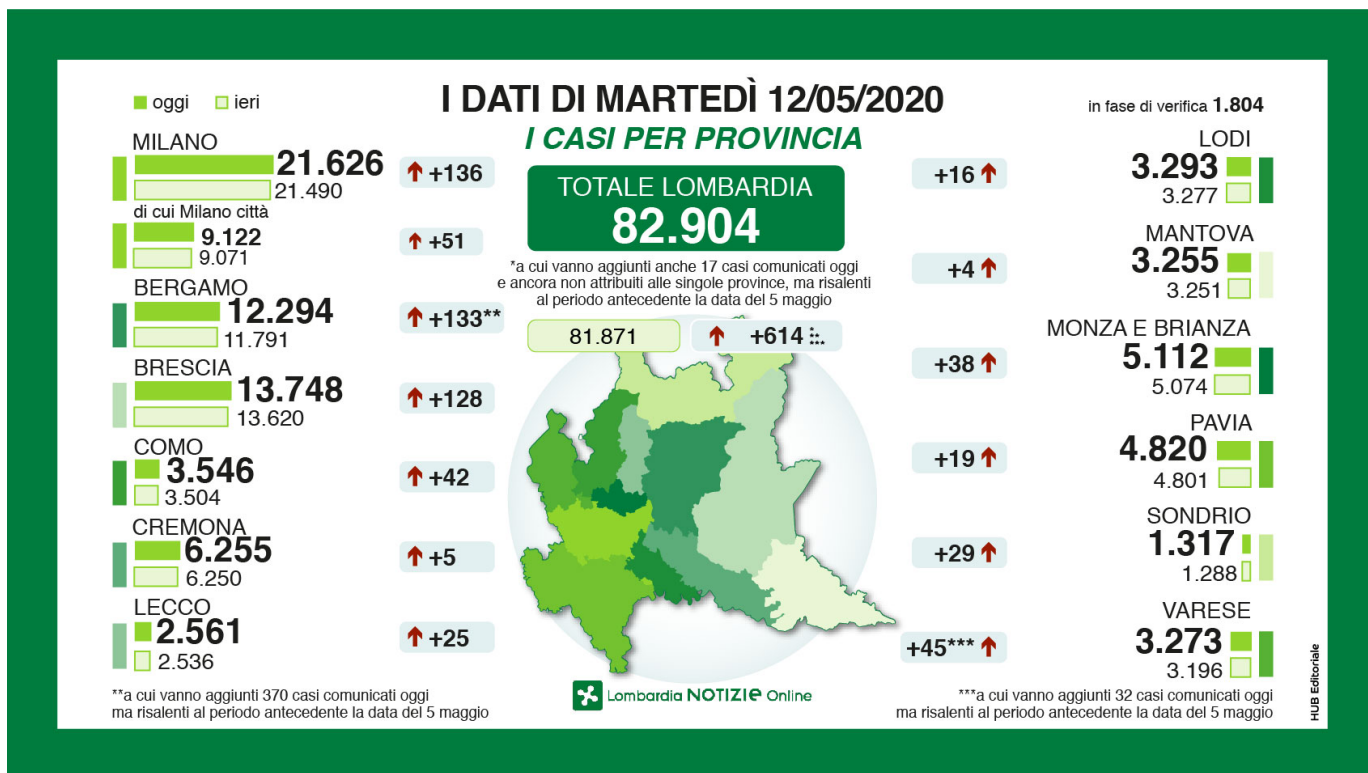 oggi
ieri
I DATI DI MARTEDÌ 12/05/2020
I CASI PER PROVINCIA
in fase di verifica 1.804
TOTALE LOMBARDIA
82.904
*a cui vanno aggiunti anche 17 casi comunicati oggi
e ancora non attribuiti alle singole province, ma risalenti
al periodo antecedente la data del 5 maggio
81.871
+614
MILANO
21.626
21.490
+136
di cui Milano città
9.122
9.071
+51
BERGAMO
12.294
11.791
+133**
BRESCIA
13.748
13.620
+128
COMO
3.546
3.504
+42
CREMONA
6.255
6.250
+5
LECCO
2.561
2.536
+25
**a cui vanno aggiunti 370 casi comunicati oggi
ma risalenti al periodo antecedente la data del 5 maggio
LODI
+16
3.293
3.277
MANTOVA
+4
3.255
3.251
MONZA E BRIANZA
+38
5.112
5.074
PAVIA
+19
4.820
4.801
SONDRIO
+29
1.317
1.288
VARESE
+45***
3.273
3.196
***a cui vanno aggiunti 32 casi comunicati oggi
ma risalenti al periodo antecedente la data del 5 maggio
Lombardia NOTIZIE Online
HUB Editoriale